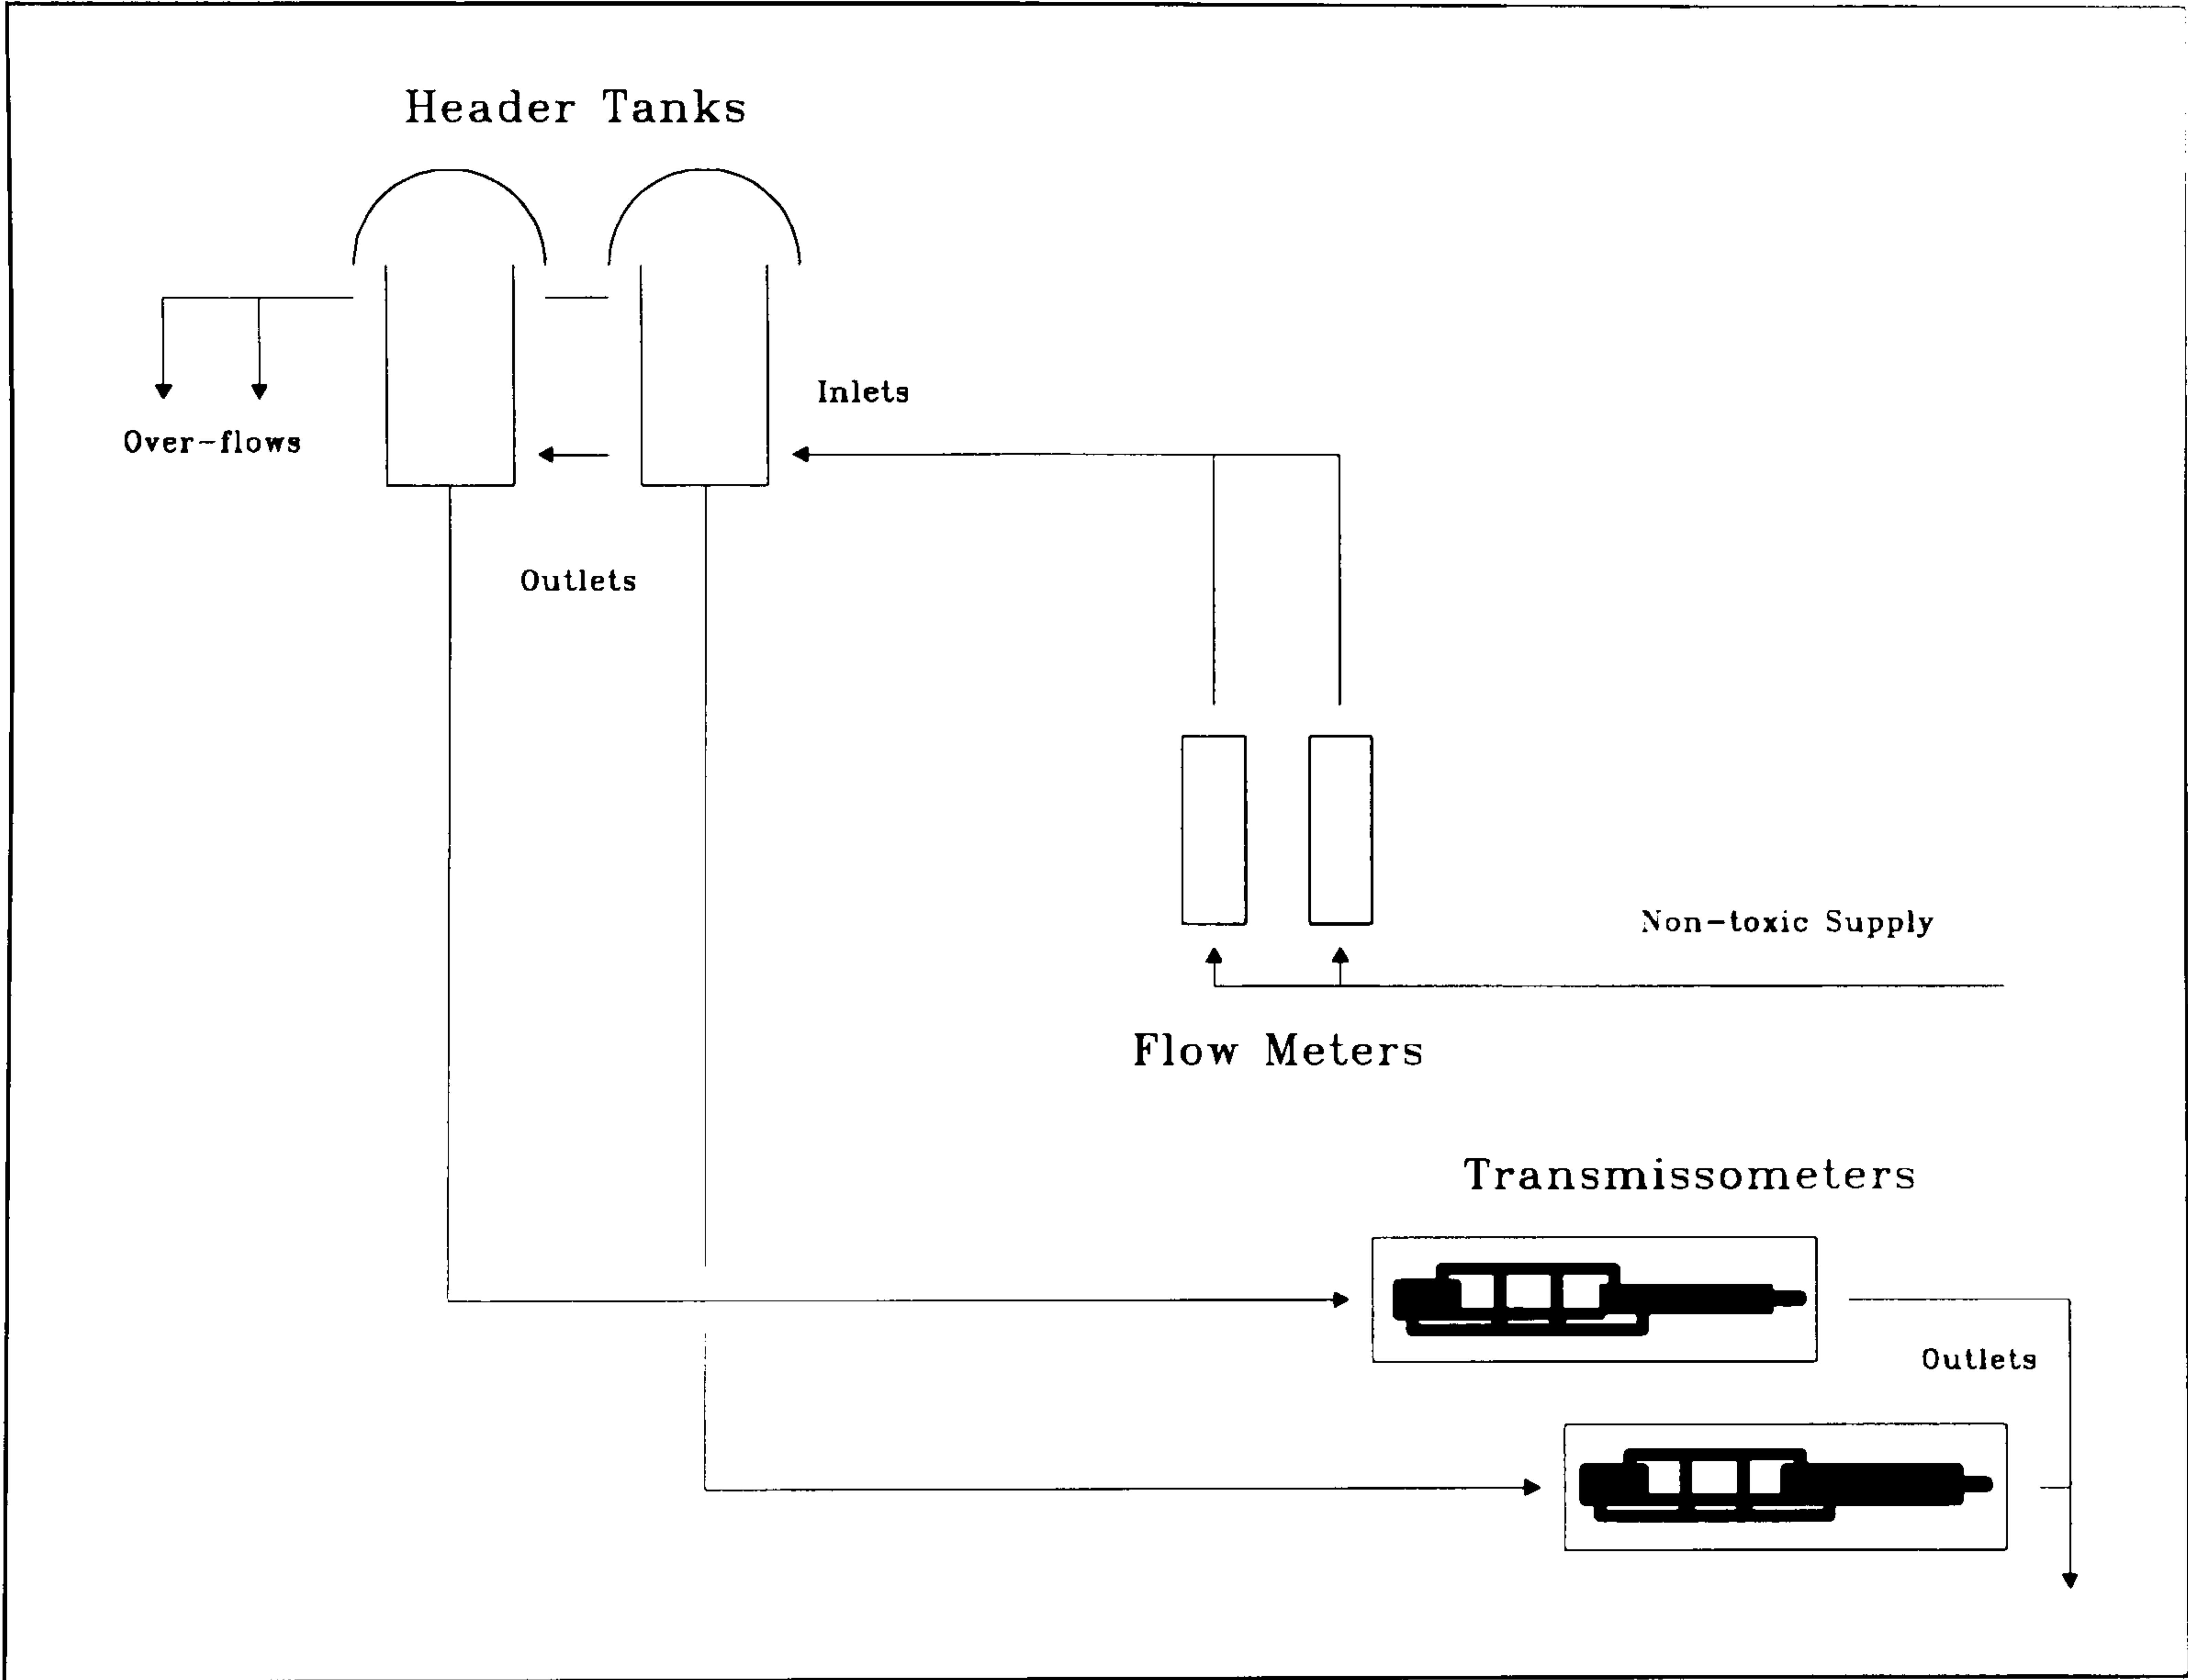 Header Tanks
Inlets
Over-flows
Outlets
Non-toxic Supply
Flow Meters
Transmissometers
Outlets